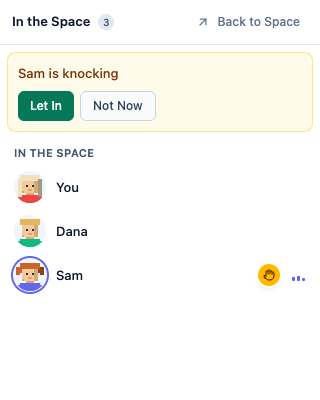 In the Space 3 Back to Space
Sam is knocking
Let In Not Now
IN THE SPACE
You
Dana
Sam